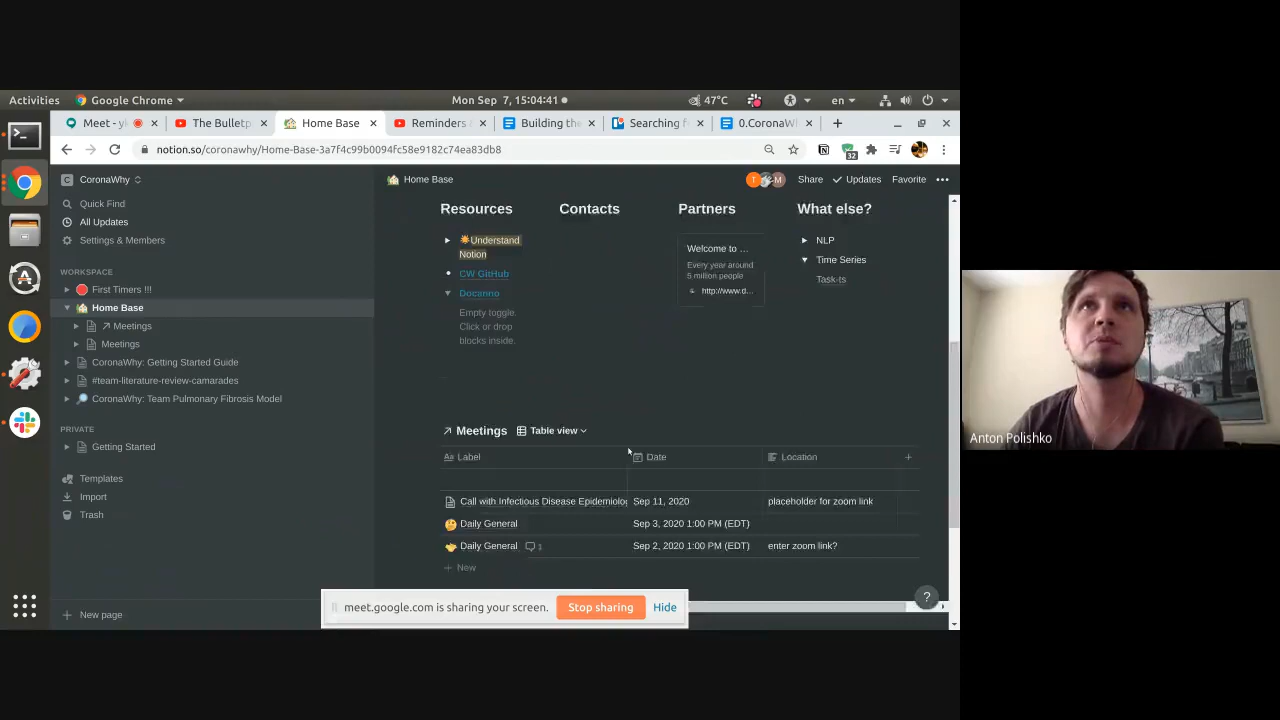 Activities
Google Chrome
Mon Sep 7, 15:04:41
47°C
en
Meet - yk
The Bulletp
Home Base
Reminders
Building the
Searching f
0.CoronaWh
notion.so/coronawhy/Home-Base-3a7f4c99b0094fc58e9182c74ea83db8
32
C CoronaWhy
Home Base
T
M
Share
Updates
Favorite
Quick Find
All Updates
Settings & Members
WORKSPACE
First Timers !!!
Home Base
Meetings
Meetings
CoronaWhy: Getting Started Guide
#team-literature-review-camarades
CoronaWhy: Team Pulmonary Fibrosis Model
PRIVATE
Getting Started
Templates
Import
Trash
New page
Resources
Contacts
Partners
What else?
Understand
Notion
CW GitHub
Docanno
Empty toggle.
Click or drop
blocks inside.
Welcome to ...
Every year around
5 million people
http://www.d...
NLP
Time Series
Task-ts
Meetings
Table view
Aa Label
Date
Location
Call with Infectious Disease Epidemiolog
Sep 11, 2020
placeholder for zoom link
Daily General
Sep 3, 2020 1:00 PM (EDT)
Daily General
1
Sep 2, 2020 1:00 PM (EDT)
enter zoom link?
New
?
meet.google.com is sharing your screen.
Stop sharing
Hide
Anton Polishko